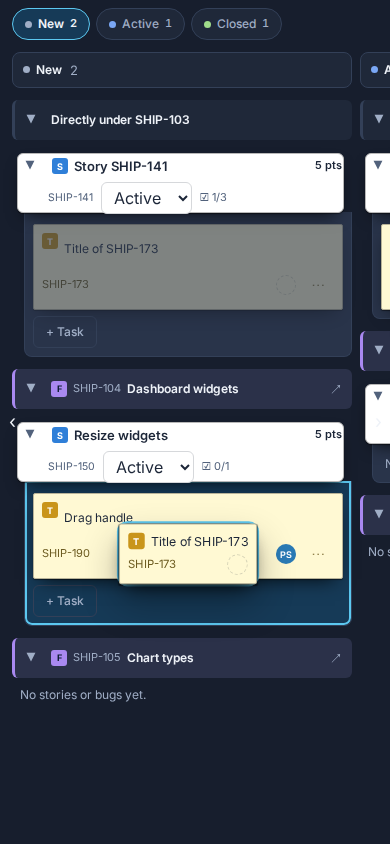 New 2
Active 1
Closed 1
New 2
A
Directly under SHIP-103
S Story SHIP-141 5 pts
SHIP-141 Active ☑ 1/3
T Title of SHIP-173
SHIP-173 ...
+ Task
F SHIP-104 Dashboard widgets ↗
S Resize widgets 5 pts
SHIP-150 Active ☑ 0/1
T Drag handle
SHIP-190 PS ...
T Title of SHIP-173
SHIP-173
+ Task
F SHIP-105 Chart types ↗
No stories or bugs yet.